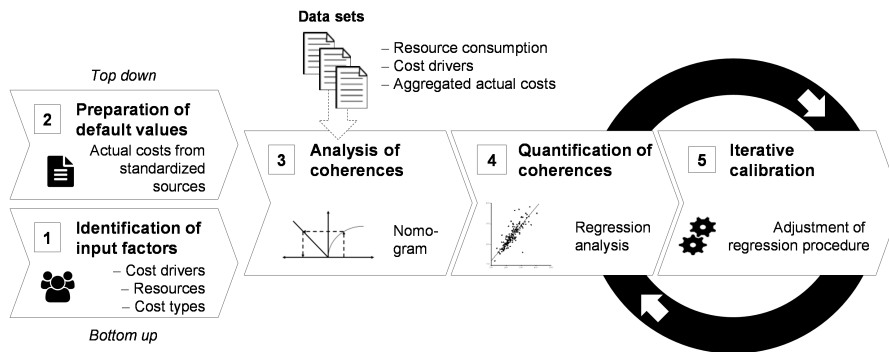 Data sets
– Resource consumption
– Cost drivers
– Aggregated actual costs
Top down
2
Preparation of
default values
Actual costs from
standardized
sources
1
Identification of
input factors
– Cost drivers
– Resources
– Cost types
Bottom up
3
Analysis of
coherences
Nomo-
gram
4
Quantification of
coherences
Regression
analysis
5
Iterative
calibration
Adjustment of
regression procedure